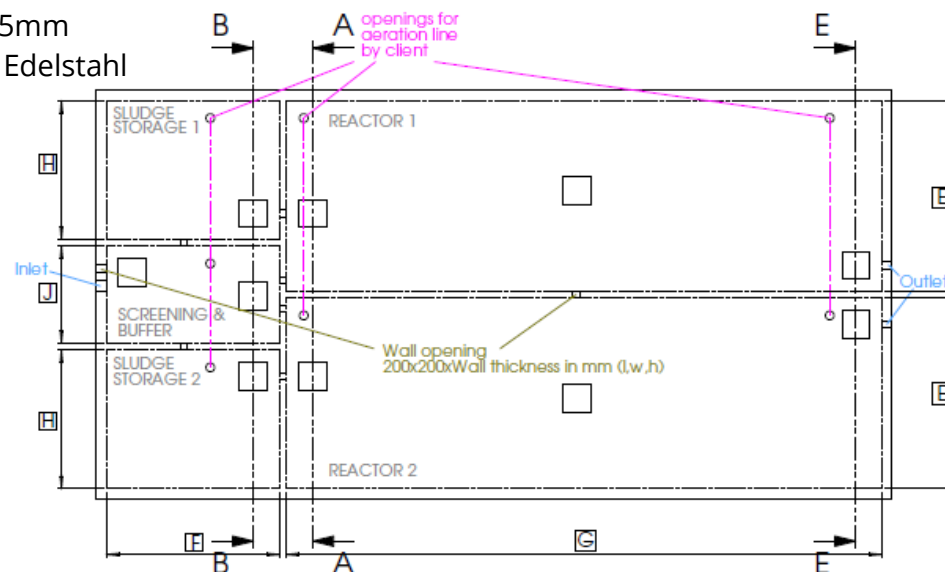 5mm
Edelstahl
B
A
openings for
aeration line
by client
E
SLUDGE
STORAGE 1
REACTOR 1
H
E
Inlet
J
SCREENING &
BUFFER
Outlet
Wall opening
200x200xWall thickness in mm (l,w,h)
SLUDGE
STORAGE 2
H
E
REACTOR 2
F
G
B
A
E